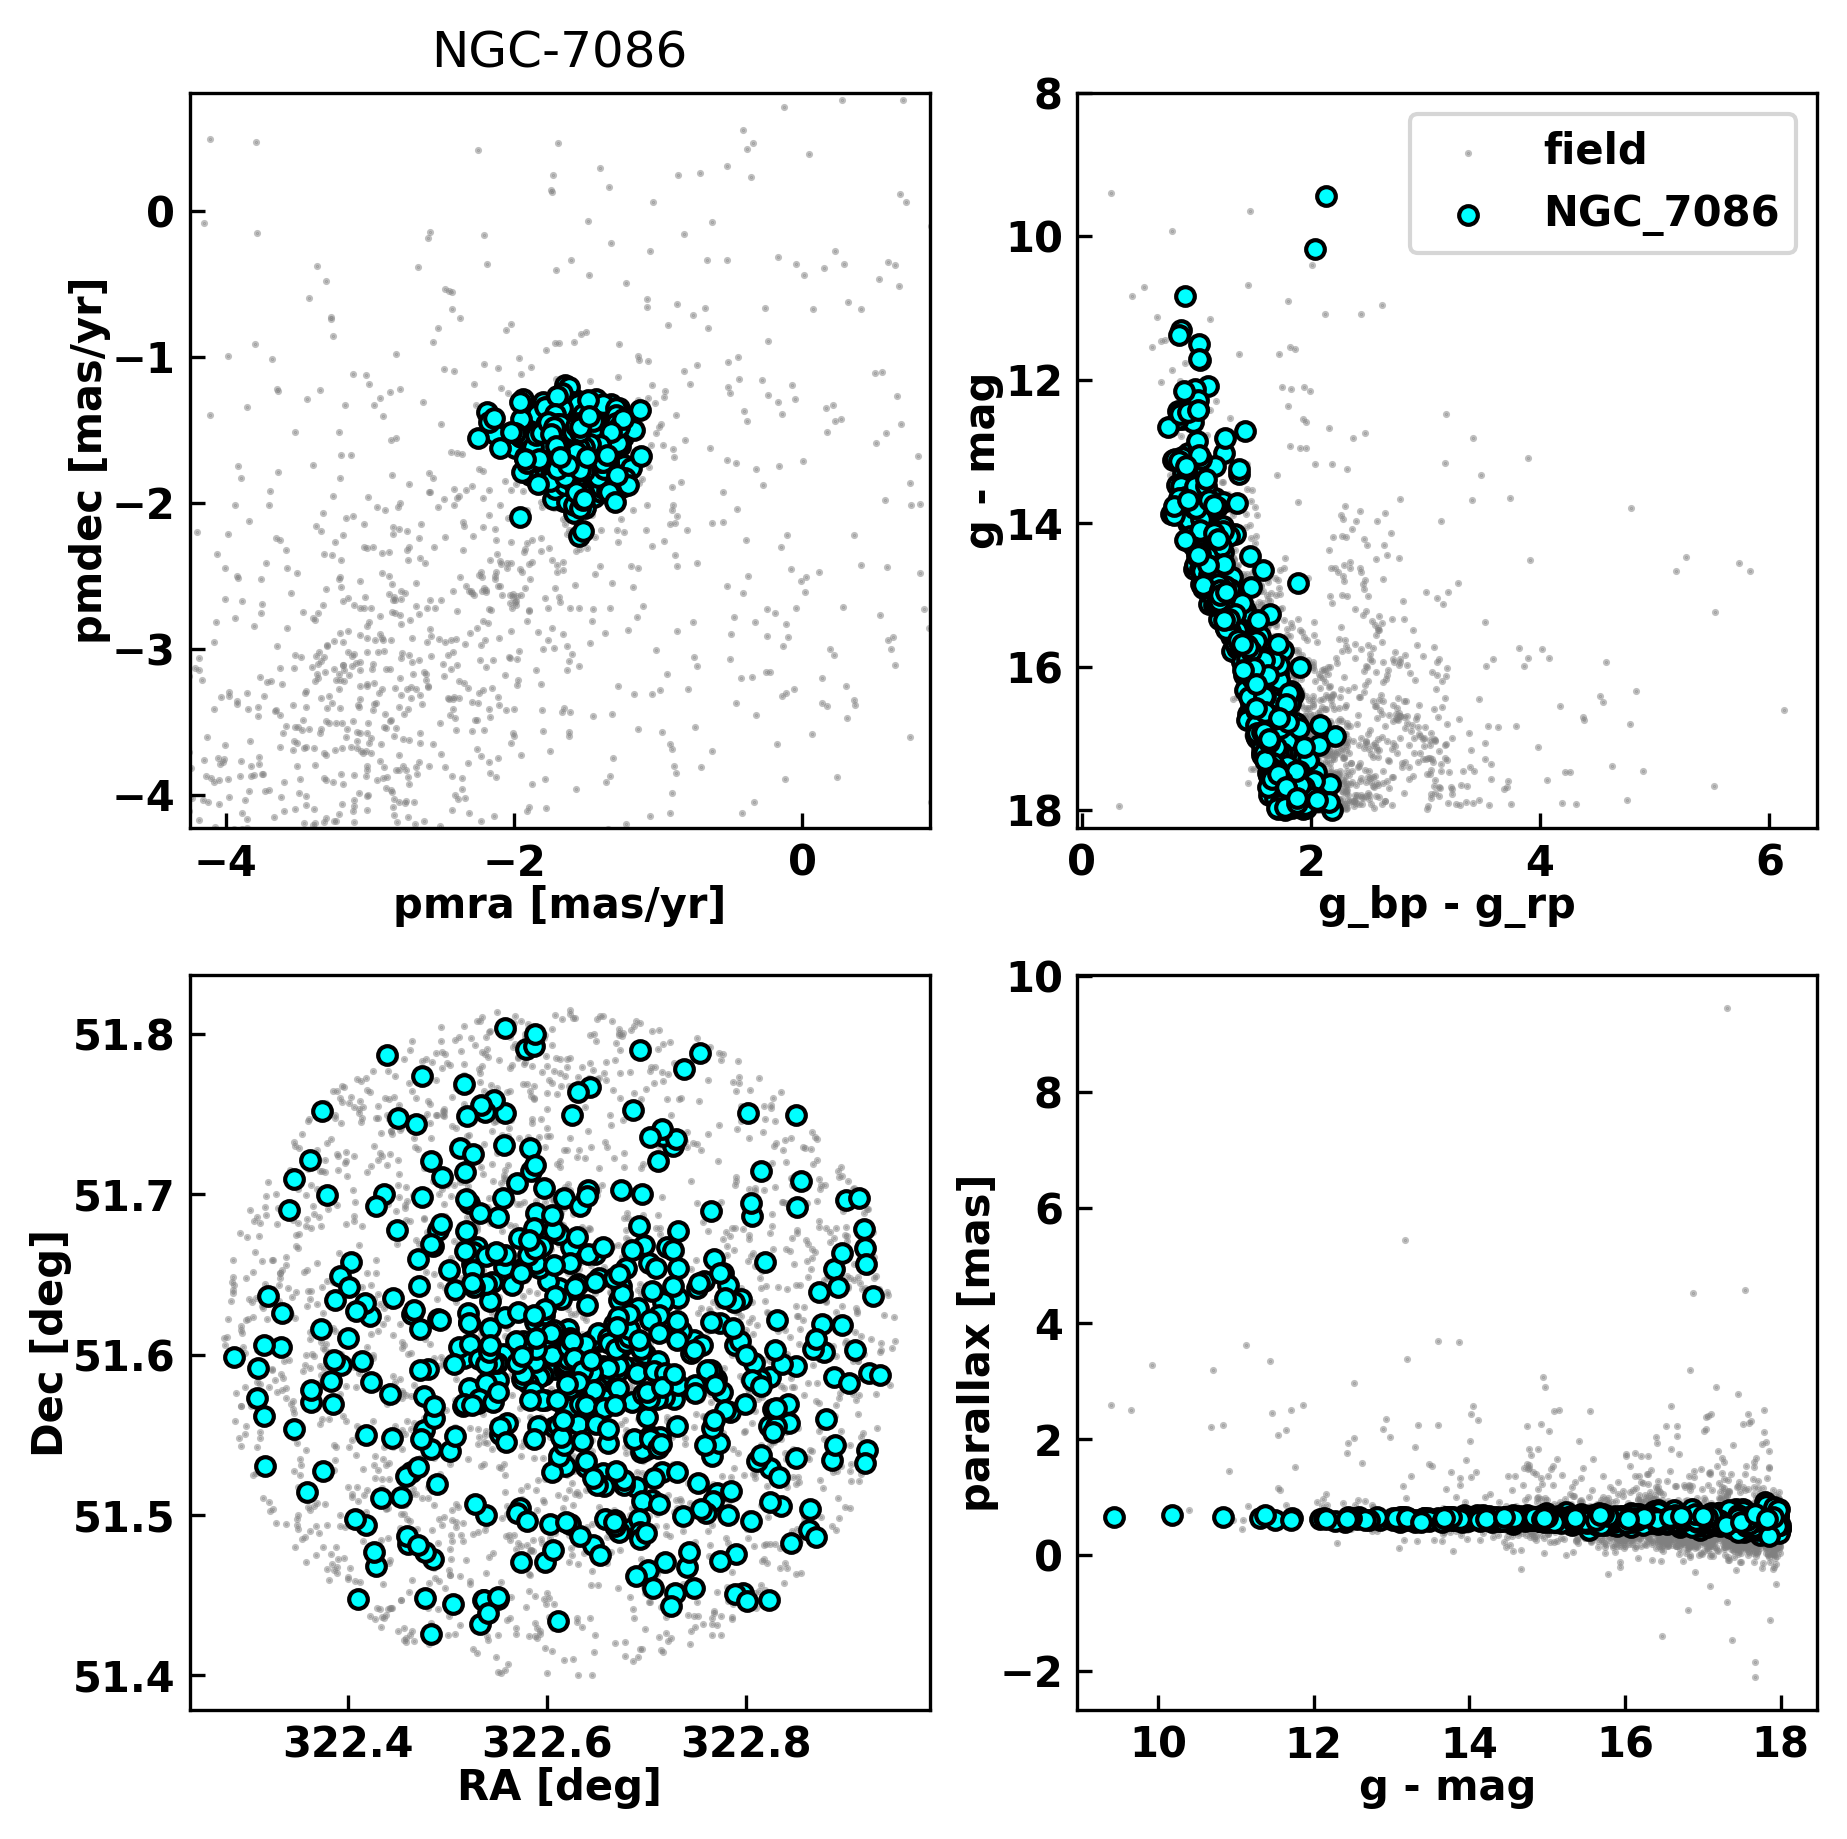 NGC-7086
0
−1
−2
−3
−4
pmdec [mas/yr]
−4 −2 0
pmra [mas/yr]
8
10
12
14
16
18
g - mag
field
NGC_7086
0 2 4 6
g_bp - g_rp
51.8
51.7
51.6
51.5
51.4
Dec [deg]
322.4 322.6 322.8
RA [deg]
10
8
6
4
2
0
−2
parallax [mas]
10 12 14 16 18
g - mag